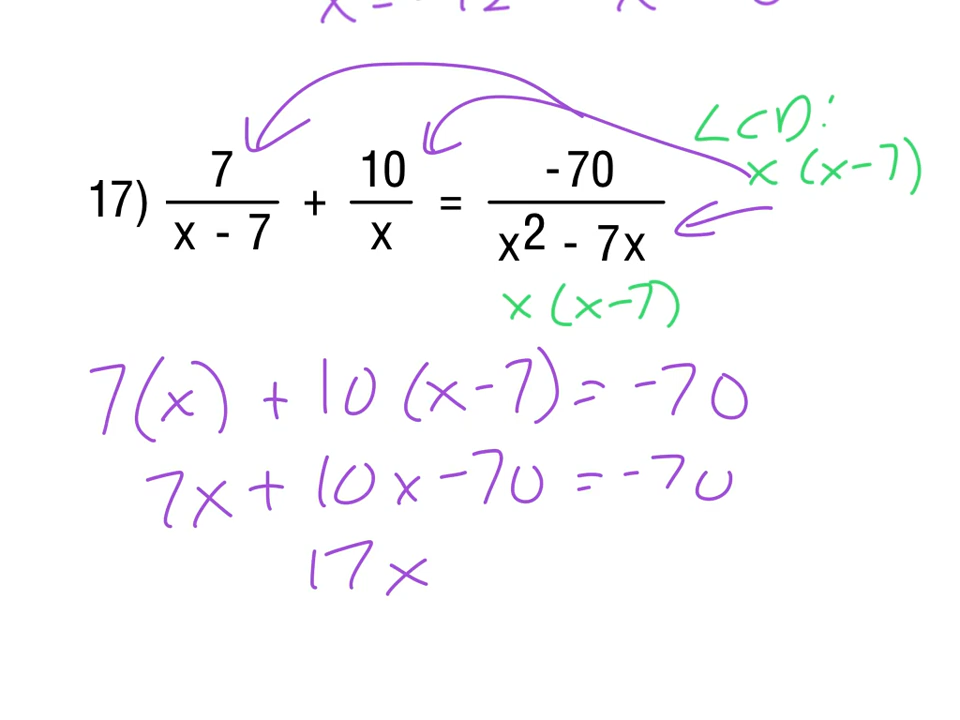 x = -12
17) 7/(x - 7) + 10/x = -70/(x² - 7x)
LCD:
x (x-7)
x (x-7)
7(x) + 10 (x-7) = -70
7x + 10x -70 = -70
17x